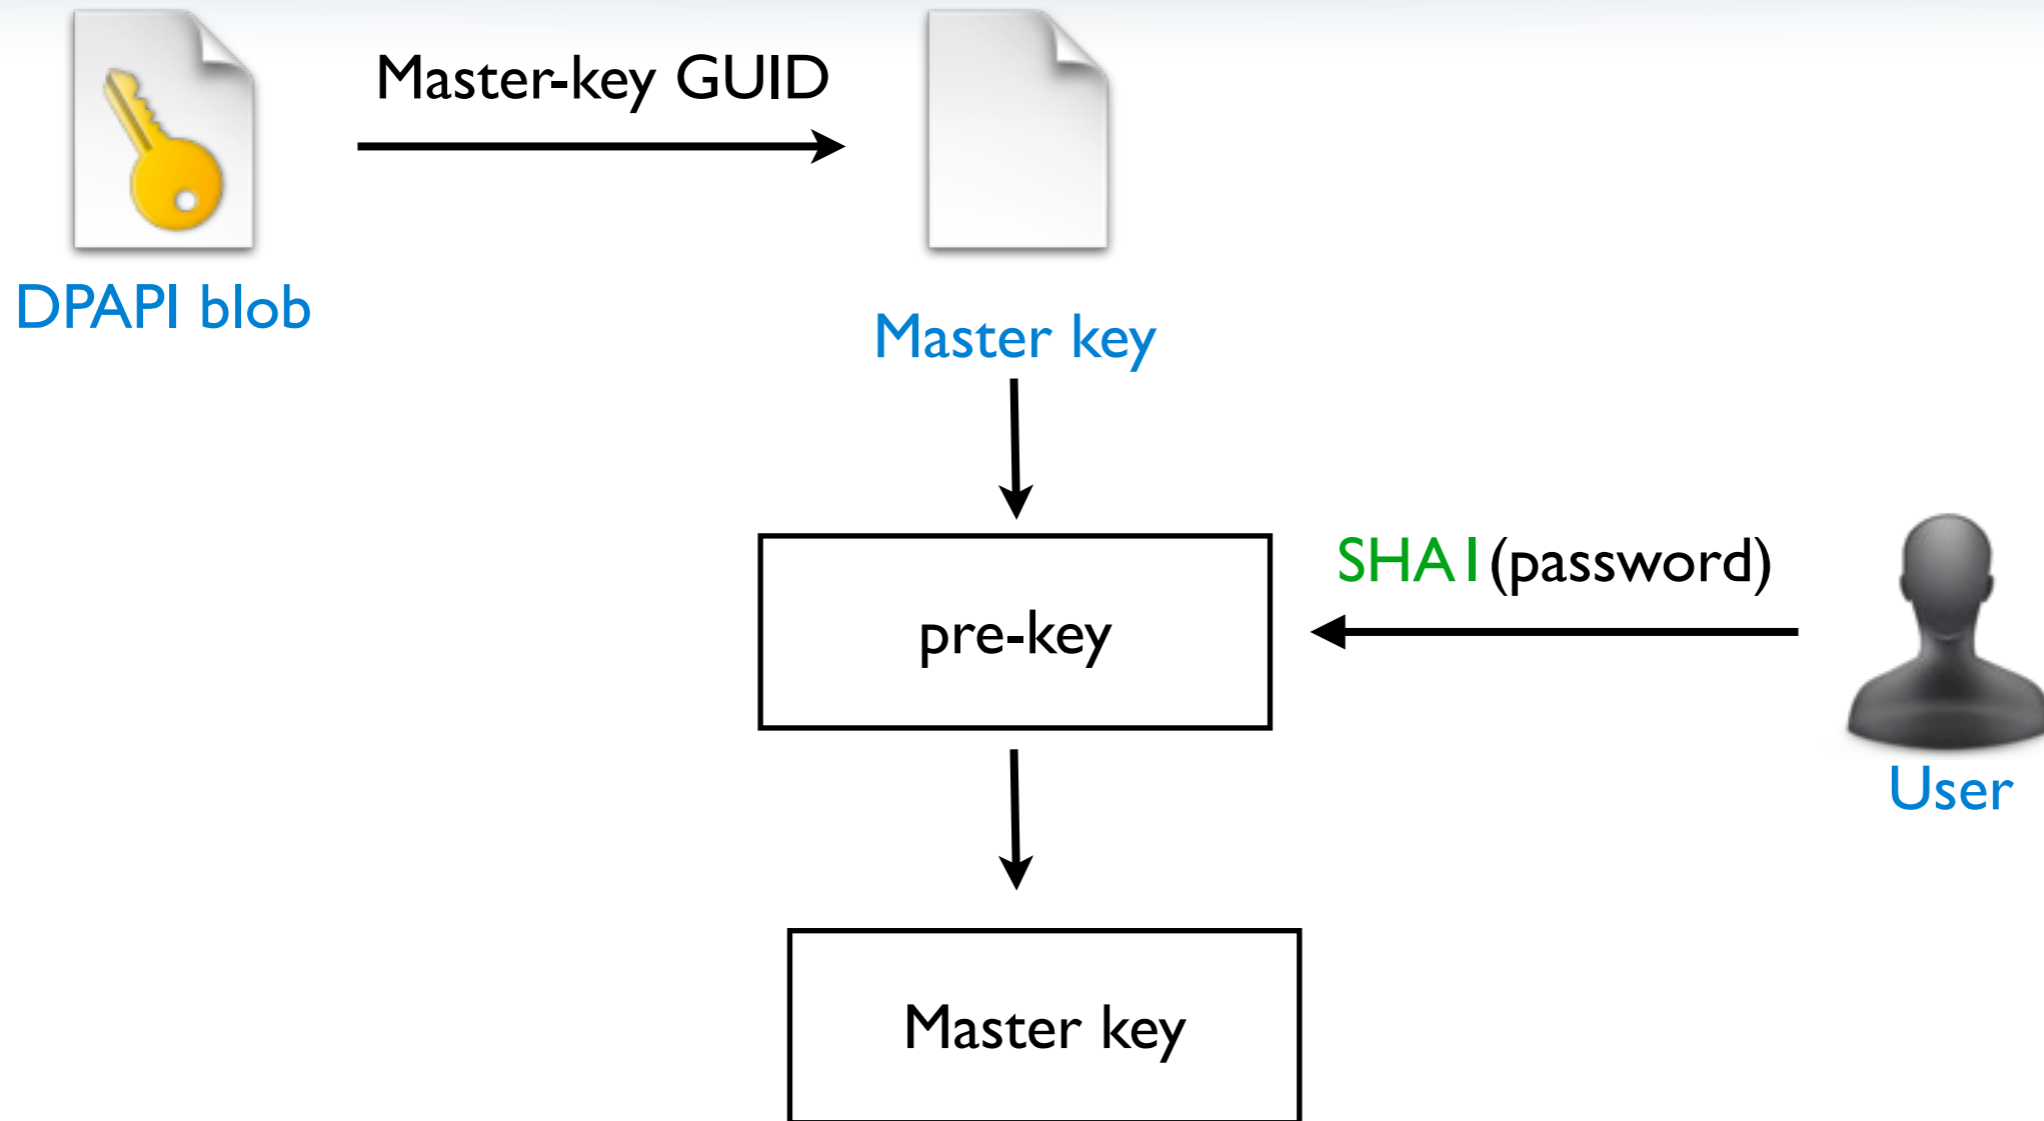 Master-key GUID
DPAPI blob
Master key
SHA1(password)
pre-key
User
Master key